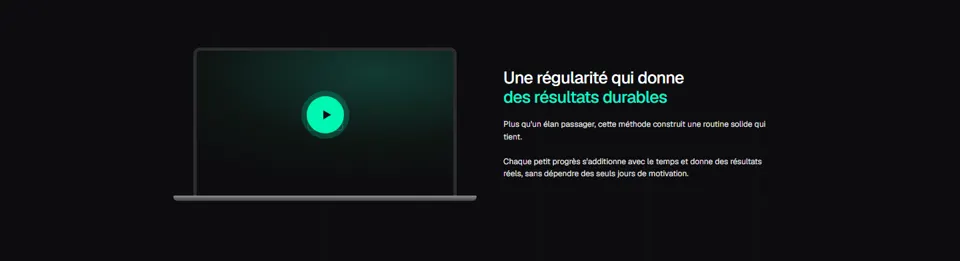 Une régularité qui donne
des résultats durables
Plus qu'un élan passager, cette méthode construit une routine solide qui
tient.
Chaque petit progrès s'additionne avec le temps et donne des résultats
réels, sans dépendre des seuls jours de motivation.